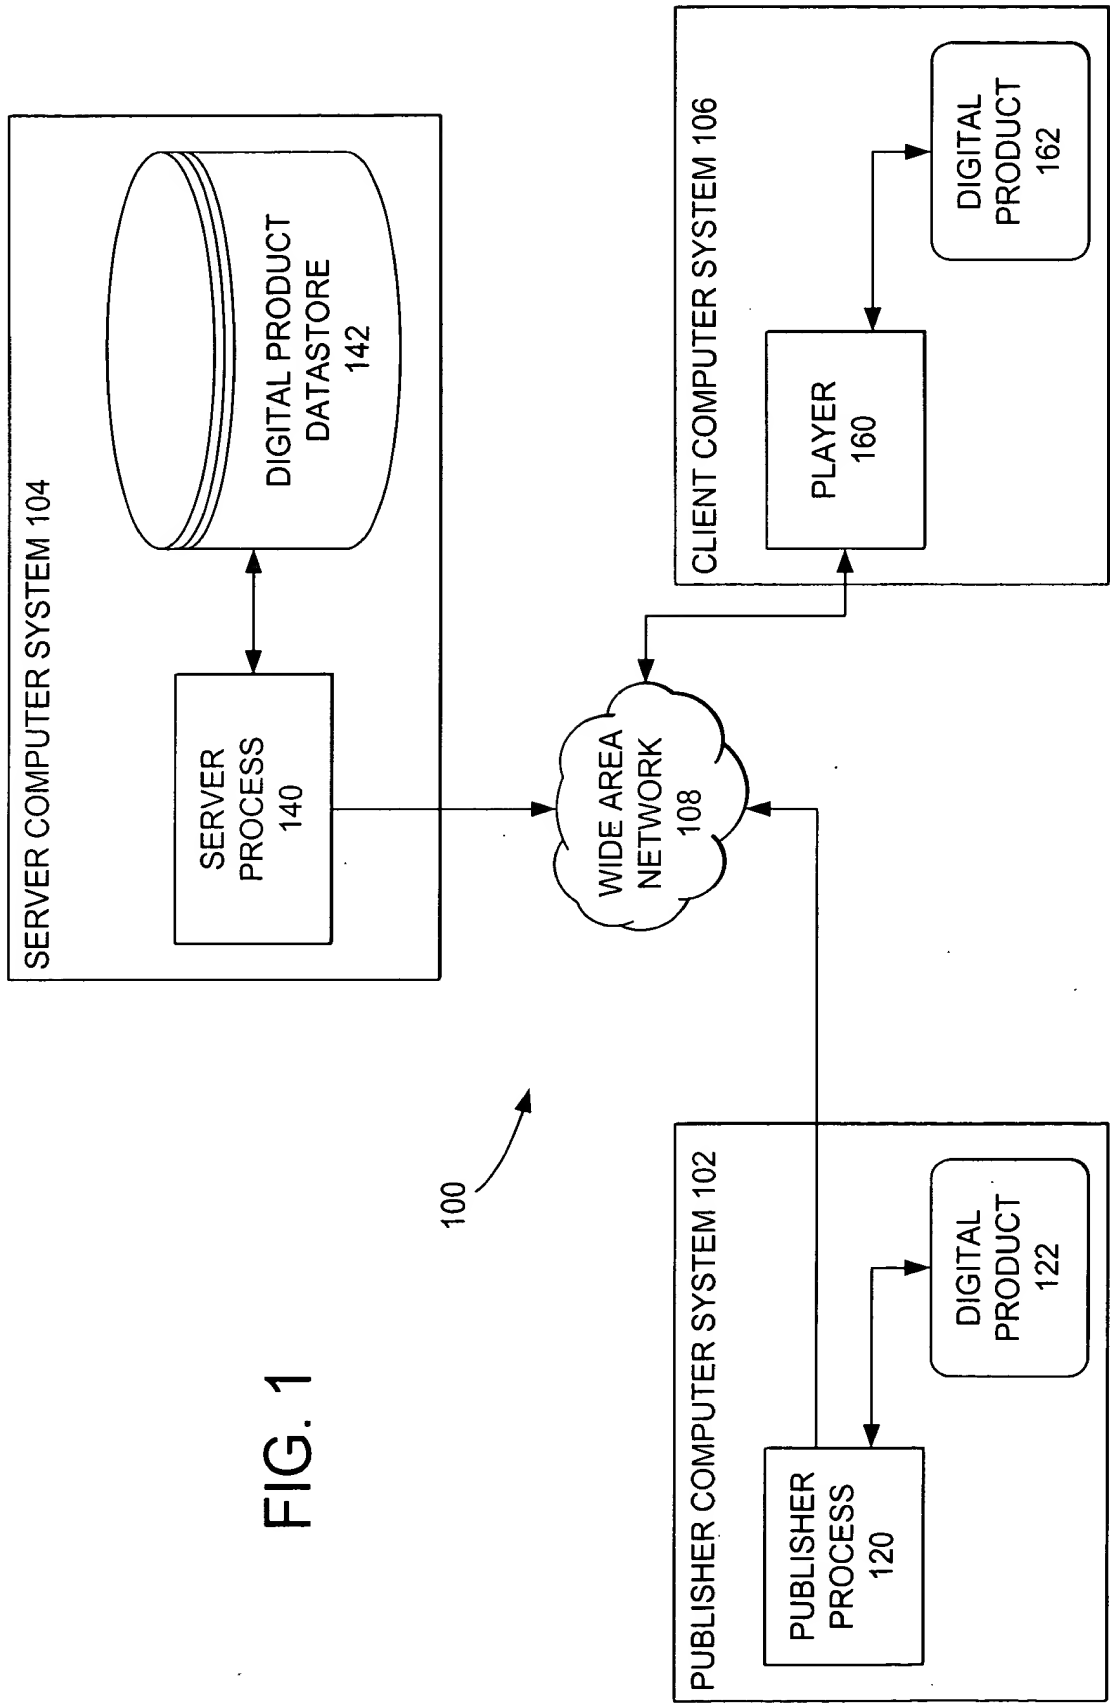 SERVER COMPUTER SYSTEM 104
SERVER
PROCESS
140
DIGITAL PRODUCT
DATASTORE
142
FIG. 1
100
WIDE AREA
NETWORK
108
PUBLISHER COMPUTER SYSTEM 102
PUBLISHER
PROCESS
120
DIGITAL
PRODUCT
122
CLIENT COMPUTER SYSTEM 106
PLAYER
160
DIGITAL
PRODUCT
162